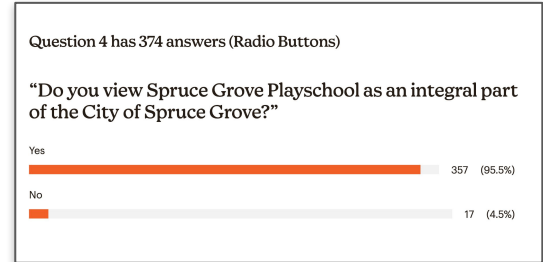 Question 4 has 374 answers (Radio Buttons)
“Do you view Spruce Grove Playschool as an integral part
of the City of Spruce Grove?”
Yes
357 (95.5%)
No
17 (4.5%)